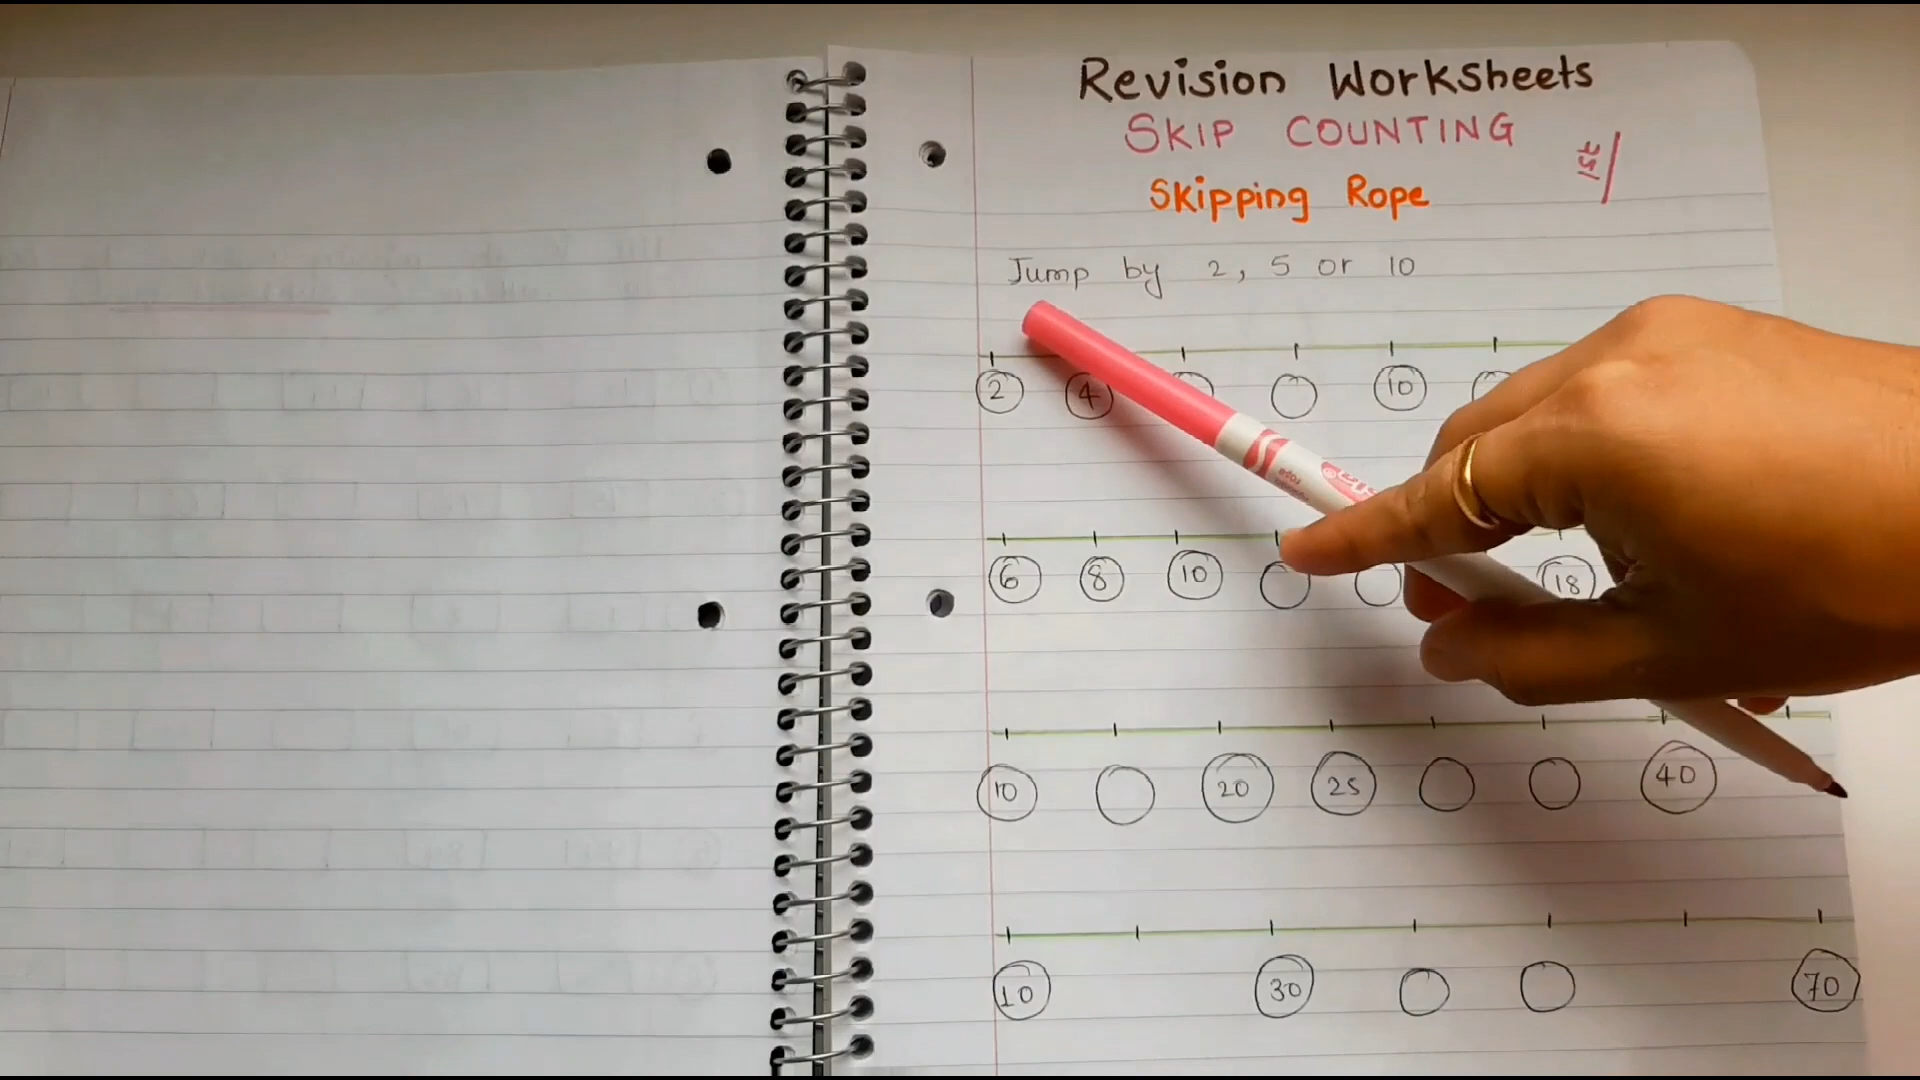 Revision Worksheets
SKIP COUNTING
Skipping Rope
Jump by 2, 5 or 10
2 4 10
6 8 10 18
10 20 25 40
10 30 70